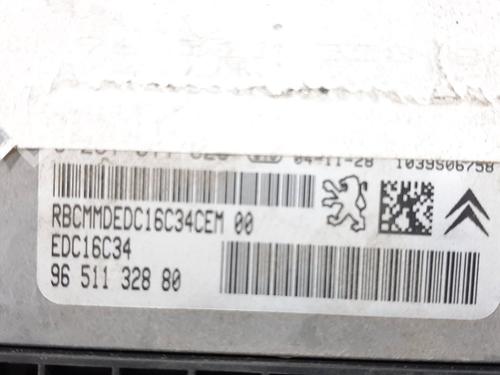 04-11-28 1039S06758
RBCMMDEDC16C34CEM 00
EDC16C34
96 511 328 80